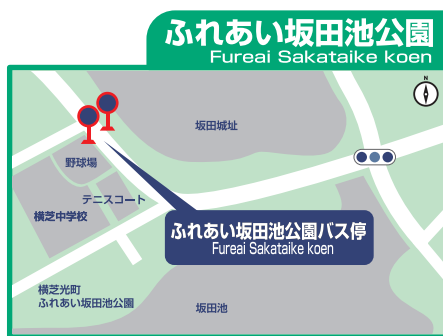 ふれあい坂田池公園
Fureai Sakataike koen
N
坂田城址
野球場
テニスコート
横芝中学校
ふれあい坂田池公園バス停
Fureai Sakataike koen
横芝光町
ふれあい坂田池公園
坂田池